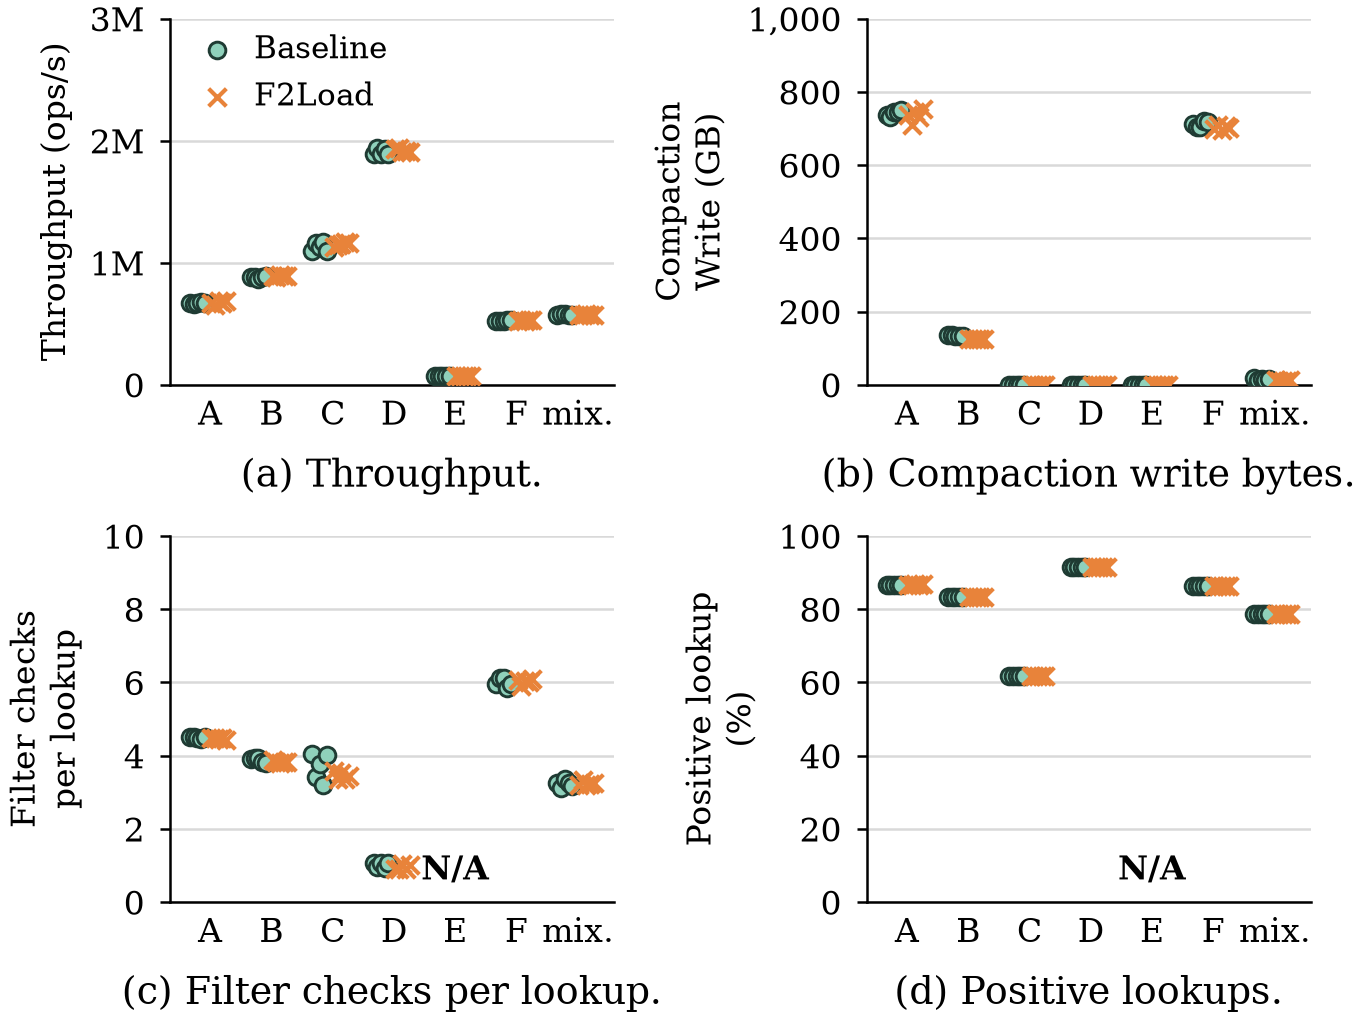 Throughput (ops/s)
3M
2M
1M
0
Baseline
F2Load
A B C D E F mix.
(a) Throughput.
Compaction
Write (GB)
1,000
800
600
400
200
0
A B C D E F mix.
(b) Compaction write bytes.
Filter checks
per lookup
10
8
6
4
2
0
N/A
A B C D E F mix.
(c) Filter checks per lookup.
Positive lookup
(%)
100
80
60
40
20
0
N/A
A B C D E F mix.
(d) Positive lookups.